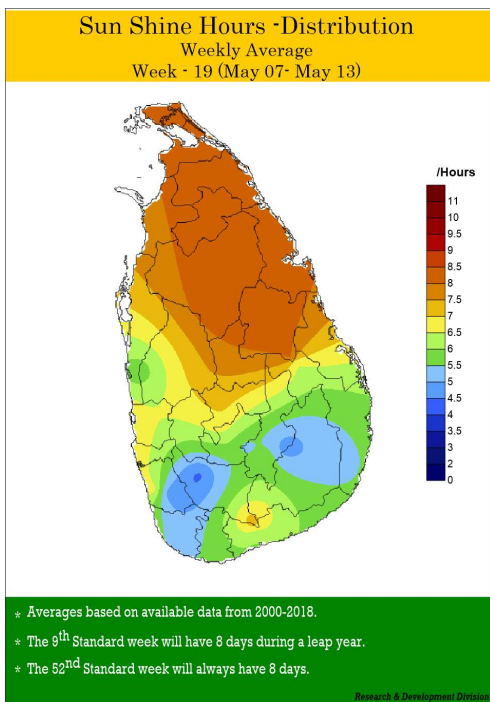 Sun Shine Hours -Distribution
Weekly Average
Week - 19 (May 07- May 13)
/Hours
11
10
9.5
9
8.5
8
7.5
7
6.5
6
5.5
5
4.5
4
3.5
3
2
0
* Averages based on available data from 2000-2018.
* The 9th Standard week will have 8 days during a leap year.
* The 52nd Standard week will always have 8 days.
Research & Development Division